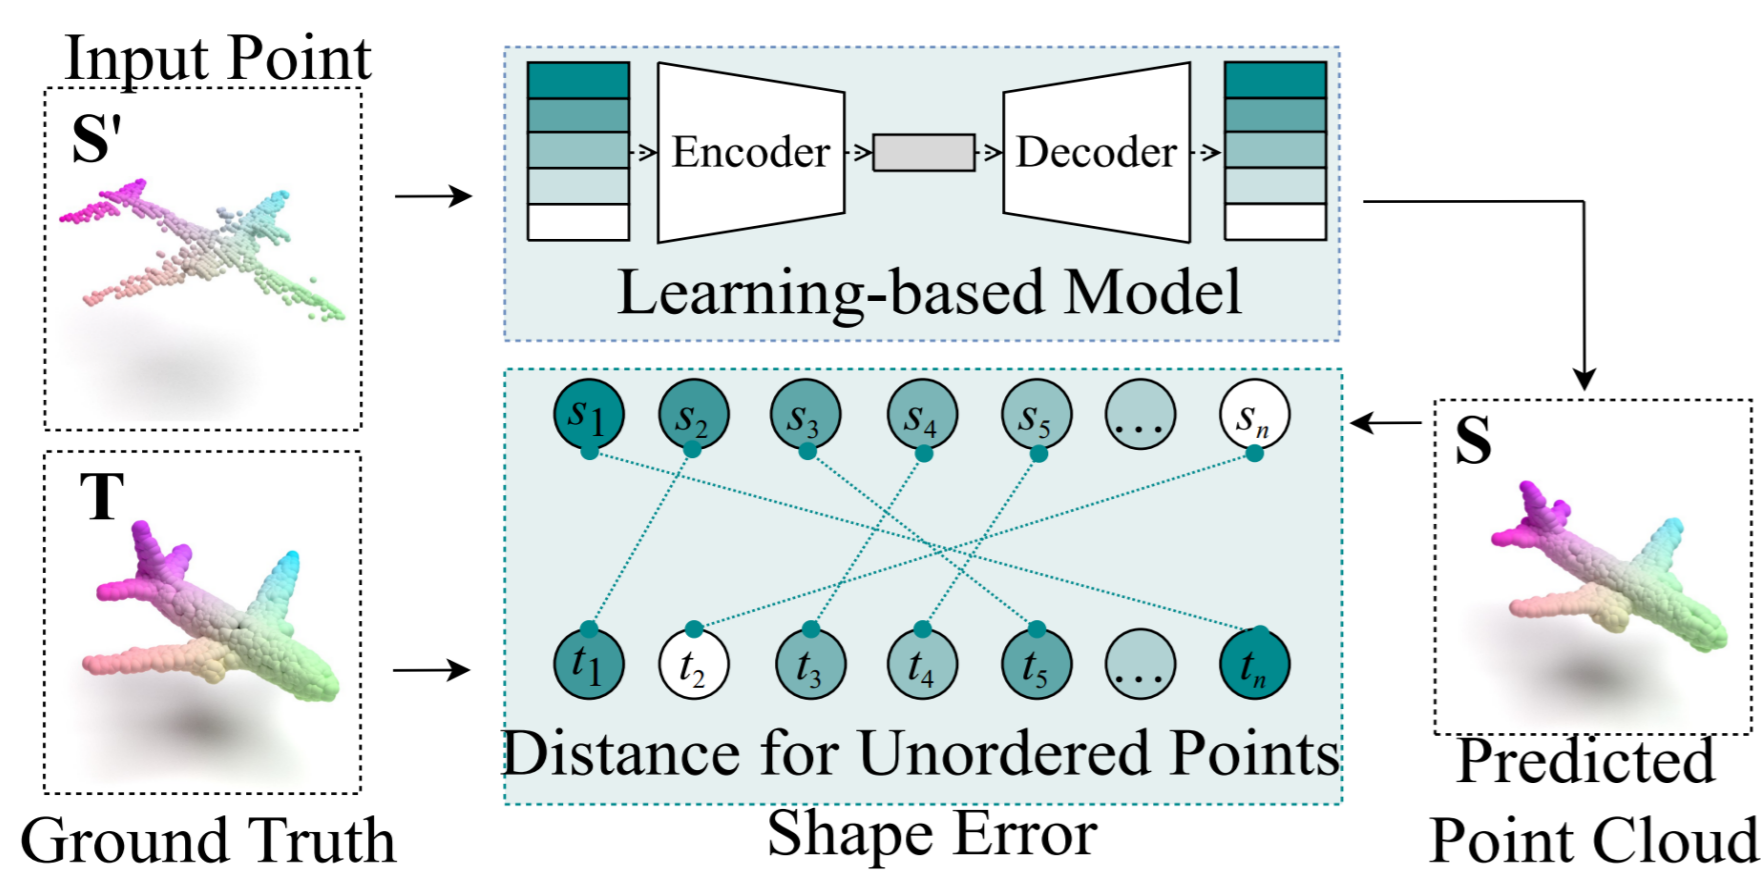 Input Point
S'
Encoder
Decoder
Learning-based Model
s1 s2 s3 s4 s5 ... sn
S
T
t1 t2 t3 t4 t5 ... tn
Distance for Unordered Points
Shape Error
Ground Truth
Predicted
Point Cloud